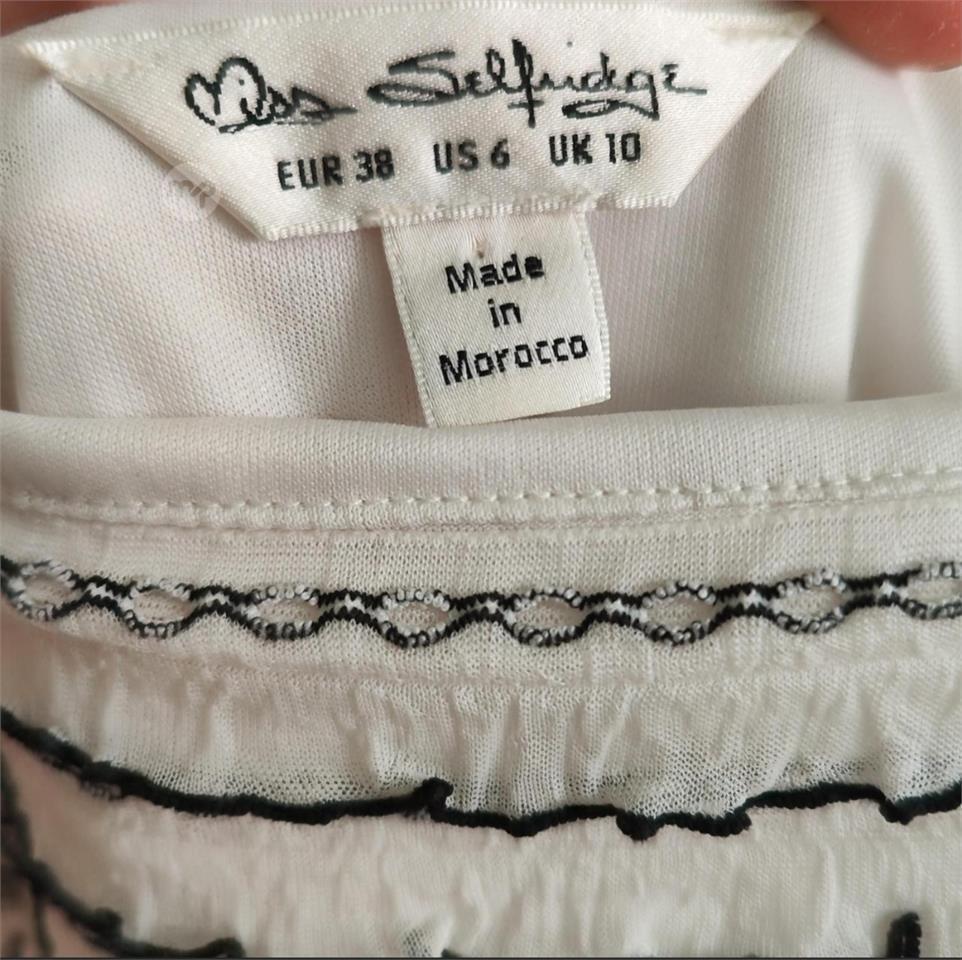 Miss Selfridge
EUR 38 US 6 UK 10
Made
in
Morocco